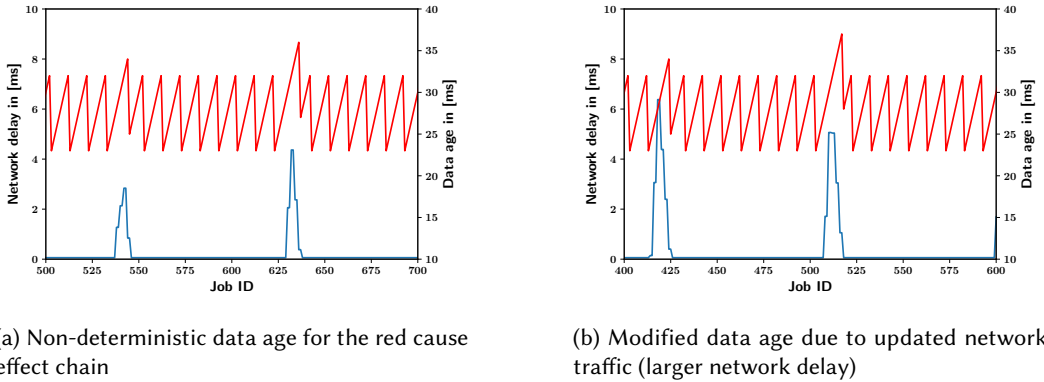 10
8
6
4
2
0
Network delay in [ms]
40
35
30
25
20
15
10
Data age in [ms]
500 525 550 575 600 625 650 675 700
Job ID
10
8
6
4
2
0
Network delay in [ms]
40
35
30
25
20
15
10
Data age in [ms]
400 425 450 475 500 525 550 575 600
Job ID
a) Non-deterministic data age for the red cause
effect chain
(b) Modified data age due to updated network
traffic (larger network delay)